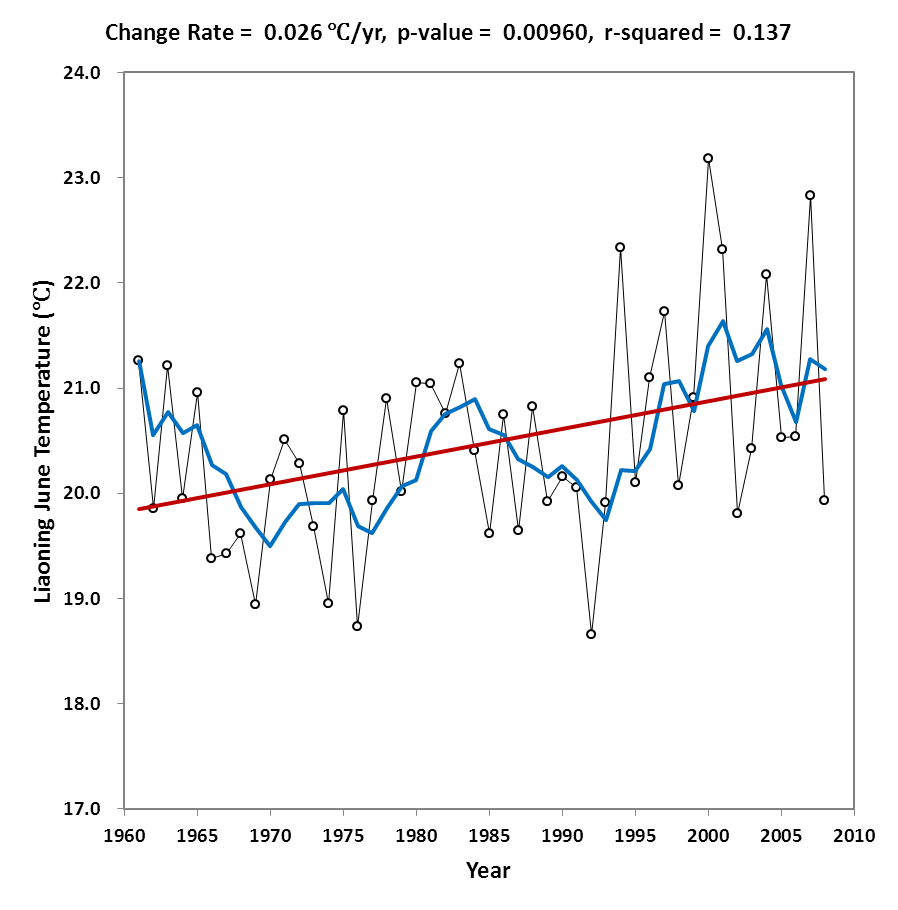 Change Rate = 0.026 ℃/yr, p-value = 0.00960, r-squared = 0.137
24.0
23.0
22.0
21.0
20.0
19.0
18.0
17.0
Liaoning June Temperature (℃)
1960 1965 1970 1975 1980 1985 1990 1995 2000 2005 2010
Year